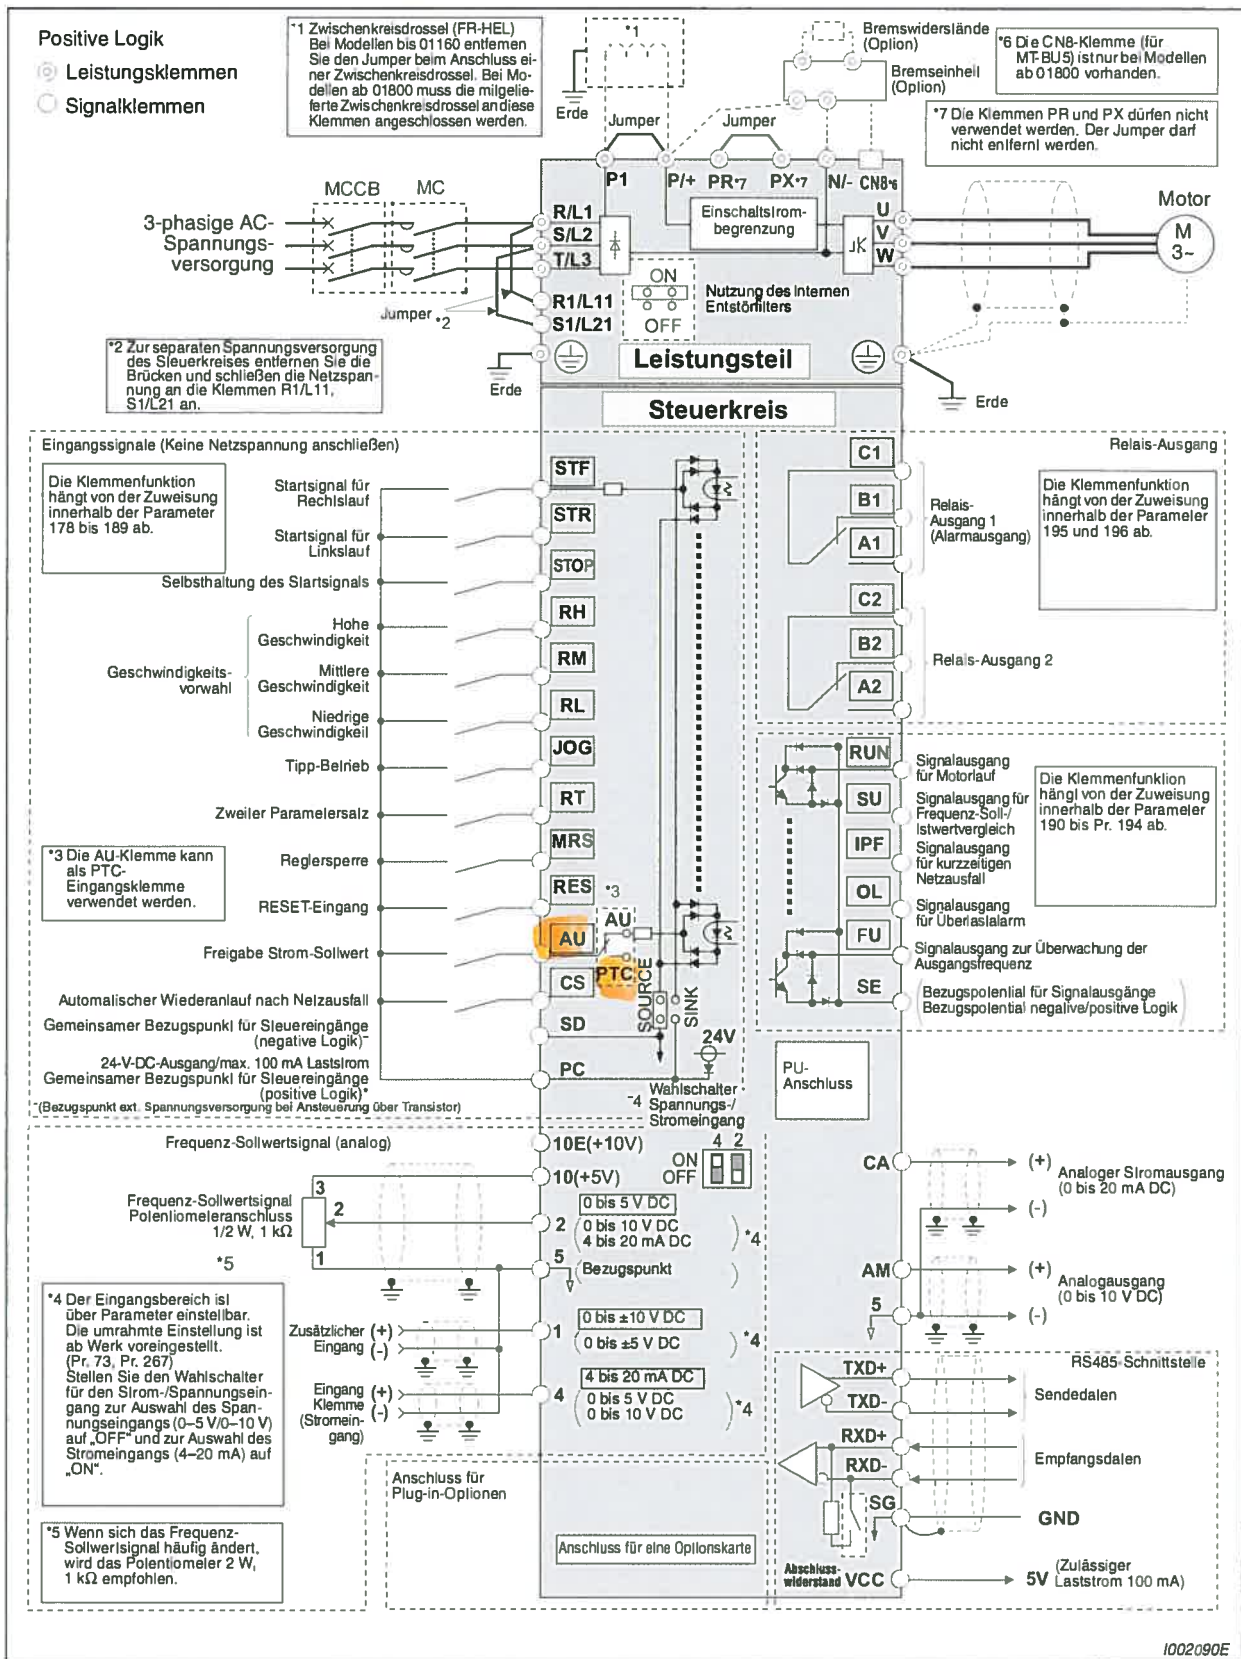 Positive Logik
Leistungsklemmen
Signalklemmen
*1 Zwischenkreisdrossel (FR-HEL)
Bei Modellen bis 01160 entfernen
Sie den Jumper beim Anschluss ei-
ner Zwischenkreisdrossel. Bei Mo-
dellen ab 01800 muss die mitgelie-
ferte Zwischenkreisdrossel an diese
Klemmen angeschlossen werden.
*1
Erde
Jumper
Jumper
Bremswiderstände
(Option)
Bremseinheit
(Option)
*6 Die CN8-Klemme (für
MT-BU5) ist nur bei Modellen
ab 01800 vorhanden.
*7 Die Klemmen PR und PX dürfen nicht
verwendet werden. Der Jumper darf
nicht entfernt werden.
P1 P/+ PR*7 PX*7 N/- CN8*6
MCCB MC
3-phasige AC-
Spannungs-
versorgung
R/L1
S/L2
T/L3
R1/L11
S1/L21
Jumper *2
Einschaltstrom-
begrenzung
U
V
W
Motor
M
3~
ON
OFF
Nutzung des internen
Entstörfilters
*2 Zur separaten Spannungsversorgung
des Steuerkreises entfernen Sie die
Brücken und schließen die Netzspan-
nung an die Klemmen R1/L11,
S1/L21 an.
Erde
Leistungsteil
Erde
Steuerkreis
Eingangssignale (Keine Netzspannung anschließen)
Die Klemmenfunktion
hängt von der Zuweisung
innerhalb der Parameter
178 bis 189 ab.
Startsignal für
Rechtslauf
STF
Startsignal für
Linkslauf
STR
Selbsthaltung des Startsignals
STOP
Geschwindigkeits-
vorwahl
Hohe
Geschwindigkeit
RH
Mittlere
Geschwindigkeit
RM
Niedrige
Geschwindigkeit
RL
Tipp-Betrieb
JOG
Zweiter Parametersatz
RT
Reglersperre
MRS
*3 Die AU-Klemme kann
als PTC-
Eingangsklemme
verwendet werden.
RESET-Eingang
RES
*3
Freigabe Strom-Sollwert
AU
AU
PTC
Automatischer Wiederanlauf nach Netzausfall
CS
SOURCE
SINK
Gemeinsamer Bezugspunkt für Steuereingänge
(negative Logik)*
SD
24V
24-V-DC-Ausgang/max. 100 mA Laststrom
Gemeinsamer Bezugspunkt für Steuereingänge
(positive Logik)*
PC
*(Bezugspunkt ext. Spannungsversorgung bei Ansteuerung über Transistor)
*4 Wahlschalter
Spannungs-/
Stromeingang
4 2
ON
OFF
Relais-Ausgang
C1
B1
A1
Relais-
Ausgang 1
(Alarmausgang)
Die Klemmenfunktion
hängt von der Zuweisung
innerhalb der Parameter
195 und 196 ab.
C2
B2
A2
Relais-Ausgang 2
RUN
Signalausgang
für Motorlauf
SU
Signalausgang für
Frequenz-Soll-/
Istwertvergleich
IPF
Signalausgang
für kurzzeitigen
Netzausfall
OL
Signalausgang
für Überlastalarm
FU
Signalausgang zur Überwachung der
Ausgangsfrequenz
SE
(Bezugspotential für Signalausgänge
Bezugspotential negative/positive Logik)
Die Klemmenfunktion
hängt von der Zuweisung
innerhalb der Parameter
190 bis Pr. 194 ab.
PU-
Anschluss
Frequenz-Sollwertsignal (analog)
10E(+10V)
10(+5V)
Frequenz-Sollwertsignal
Potentiometeranschluss
1/2 W, 1 kΩ
*5
3
2
1
2
0 bis 5 V DC
(0 bis 10 V DC
4 bis 20 mA DC) *4
5
(Bezugspunkt)
Zusätzlicher (+)
Eingang (-)
1
0 bis ±10 V DC
(0 bis ±5 V DC) *4
Eingang (+)
Klemme (-)
(Stromein-
gang)
4
4 bis 20 mA DC
(0 bis 5 V DC
0 bis 10 V DC) *4
*4 Der Eingangsbereich ist
über Parameter einstellbar.
Die umrahmte Einstellung ist
ab Werk voreingestellt.
(Pr. 73, Pr. 267)
Stellen Sie den Wahlschalter
für den Strom-/Spannungsein-
gang zur Auswahl des Span-
nungseingangs (0–5 V/0–10 V)
auf „OFF“ und zur Auswahl des
Stromeingangs (4–20 mA) auf
„ON“.
*5 Wenn sich das Frequenz-
Sollwertsignal häufig ändert,
wird das Potentiometer 2 W,
1 kΩ empfohlen.
CA
(+)
Analoger Stromausgang
(0 bis 20 mA DC)
(-)
AM
(+)
Analogausgang
(0 bis 10 V DC)
5
(-)
RS485-Schnittstelle
TXD+
TXD-
Sendedaten
RXD+
RXD-
Empfangsdaten
SG
GND
Abschluss-
widerstand
VCC
5V (Zulässiger
Laststrom 100 mA)
Anschluss für
Plug-in-Optionen
Anschluss für eine Optionskarte
I002090E